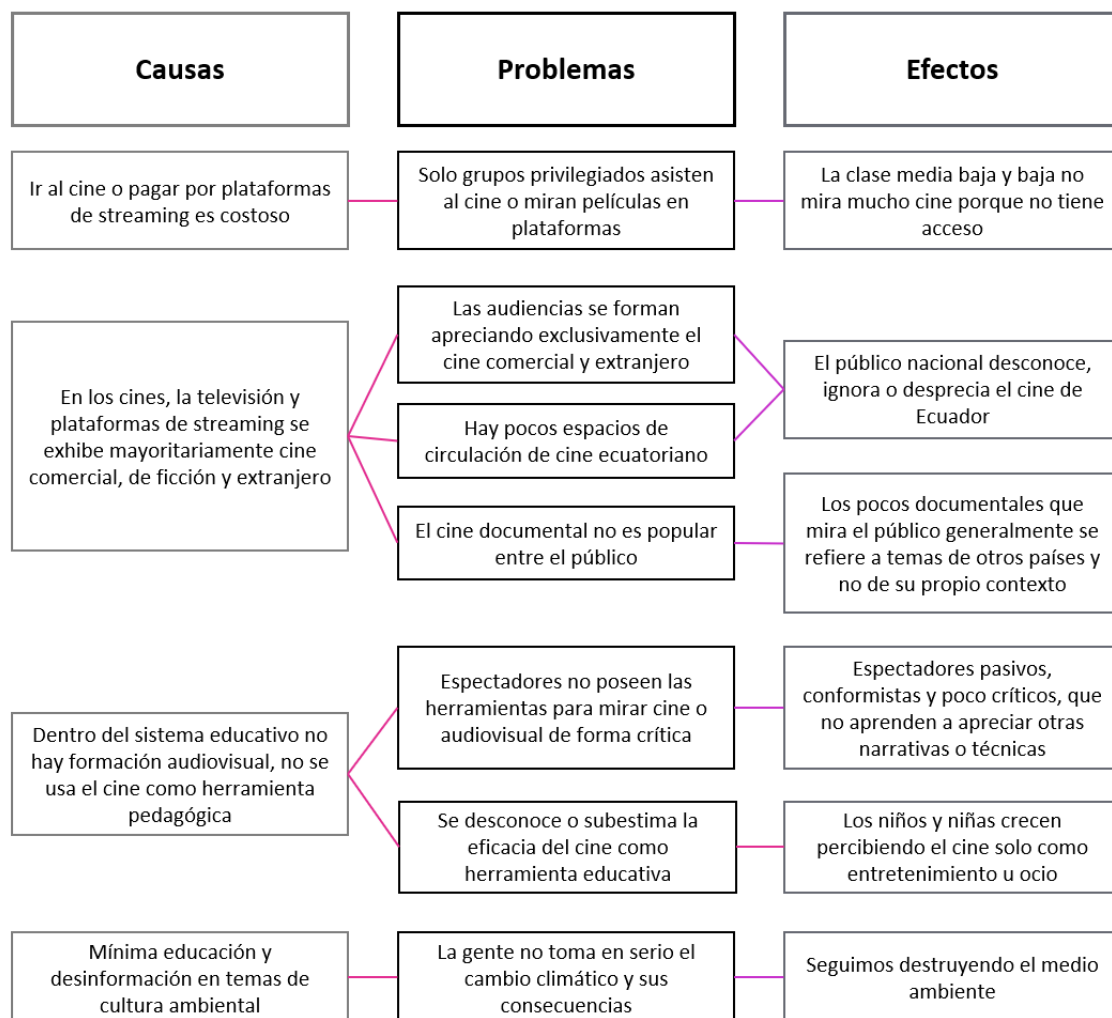 Causas
Problemas
Efectos
Ir al cine o pagar por plataformas
de streaming es costoso
Solo grupos privilegiados asisten
al cine o miran películas en
plataformas
La clase media baja y baja no
mira mucho cine porque no tiene
acceso
En los cines, la televisión y
plataformas de streaming se
exhibe mayoritariamente cine
comercial, de ficción y extranjero
Las audiencias se forman
apreciando exclusivamente el
cine comercial y extranjero
Hay pocos espacios de
circulación de cine ecuatoriano
El cine documental no es popular
entre el público
El público nacional desconoce,
ignora o desprecia el cine de
Ecuador
Los pocos documentales que
mira el público generalmente se
refiere a temas de otros países y
no de su propio contexto
Dentro del sistema educativo no
hay formación audiovisual, no se
usa el cine como herramienta
pedagógica
Espectadores no poseen las
herramientas para mirar cine o
audiovisual de forma crítica
Espectadores pasivos,
conformistas y poco críticos, que
no aprenden a apreciar otras
narrativas o técnicas
Se desconoce o subestima la
eficacia del cine como
herramienta educativa
Los niños y niñas crecen
percibiendo el cine solo como
entretenimiento u ocio
Mínima educación y
desinformación en temas de
cultura ambiental
La gente no toma en serio el
cambio climático y sus
consecuencias
Seguimos destruyendo el medio
ambiente